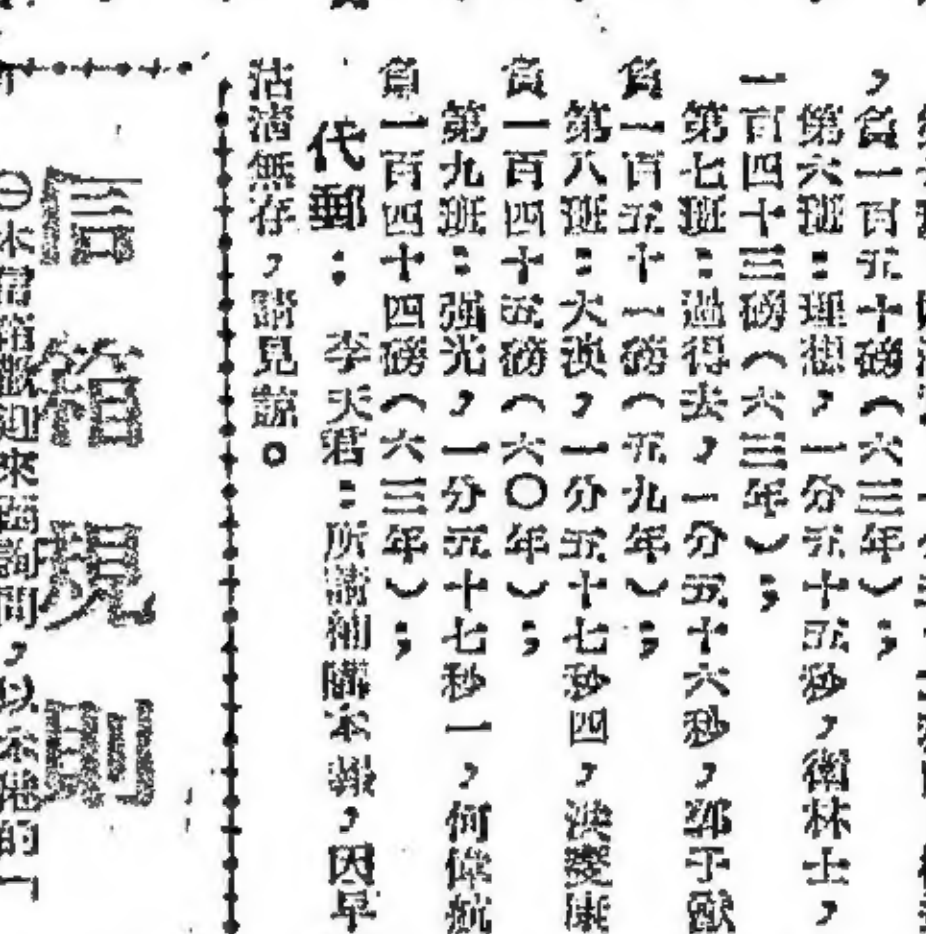 ，負一百五十磅（六三年）；
第六班：理想，一分五十五秒，衛林士，
一百四十三磅（六三年）；
第七班：過得去，一分五十六秒，鄭子猷
負一百五十一磅（五九年）；
第八班：大漠，一分五十七秒四，洪慶康
負一百四十五磅（六〇年）；
第九班：强光，一分五十七秒一，何偉航
負一百四十四磅（六三年）；
代郵：李天君：所請補購本報，因早
沽清無存，請見諒。
信箱規則
㊀本信箱歡迎來函詢問，以本港的「